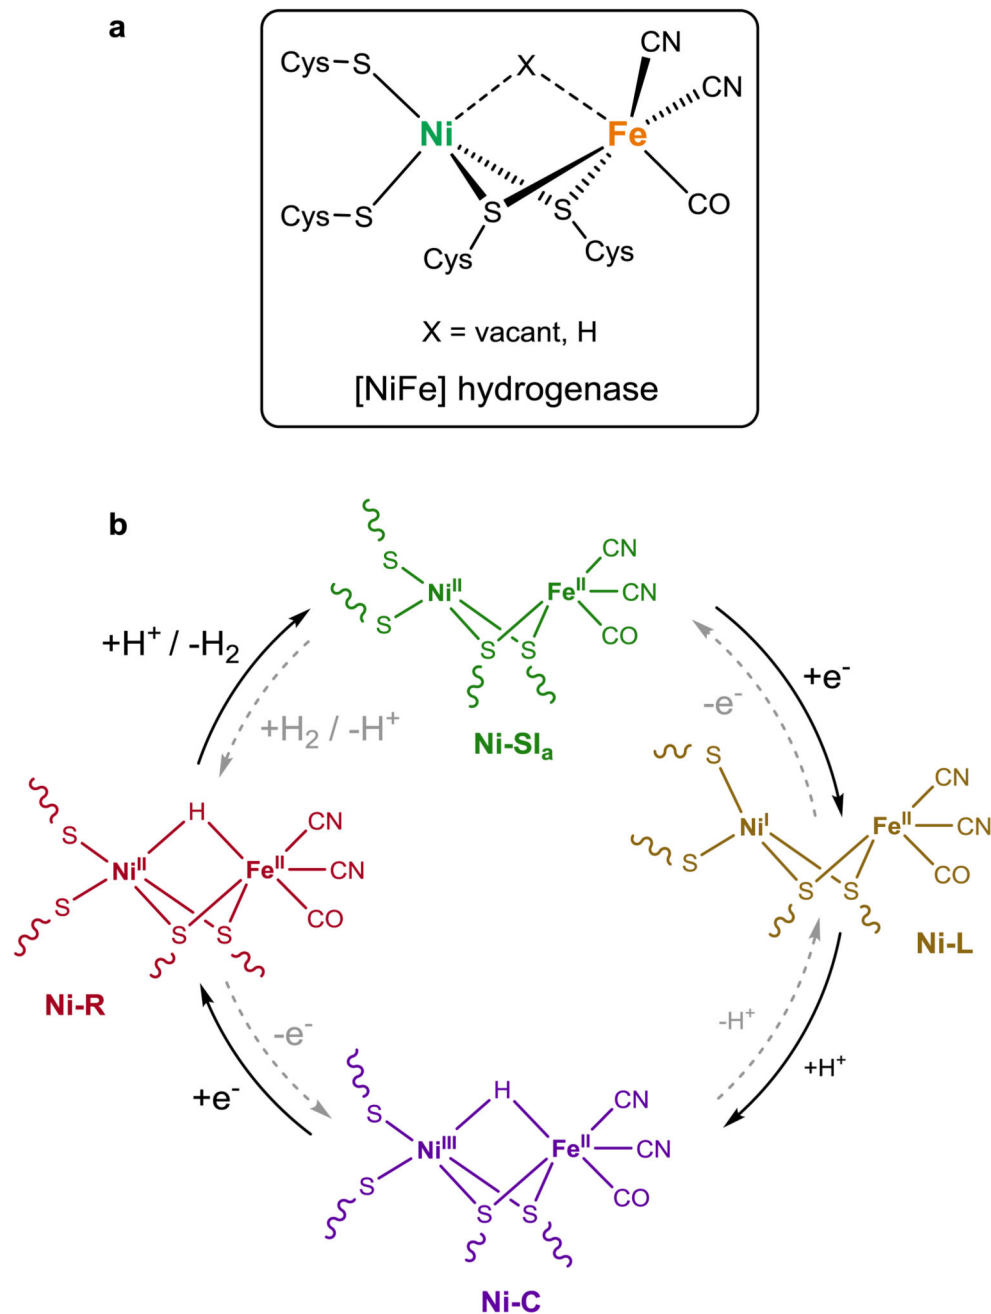 a
Cys–S
X
CN
CN
Ni
Fe
Cys–S
S
S
CO
Cys
Cys
X = vacant, H
[NiFe] hydrogenase
b
S
Ni^II
Fe^II
CN
CN
S
S
S
CO
Ni-SI_a
+H⁺ / -H₂
+H₂ / -H⁺
+e⁻
-e⁻
H
S
Ni^II
Fe^II
CN
CN
S
S
S
CO
Ni-R
S
Ni^I
Fe^II
CN
CN
S
S
S
CO
Ni-L
-e⁻
+e⁻
-H⁺
+H⁺
H
S
Ni^III
Fe^II
CN
CN
S
S
S
CO
Ni-C